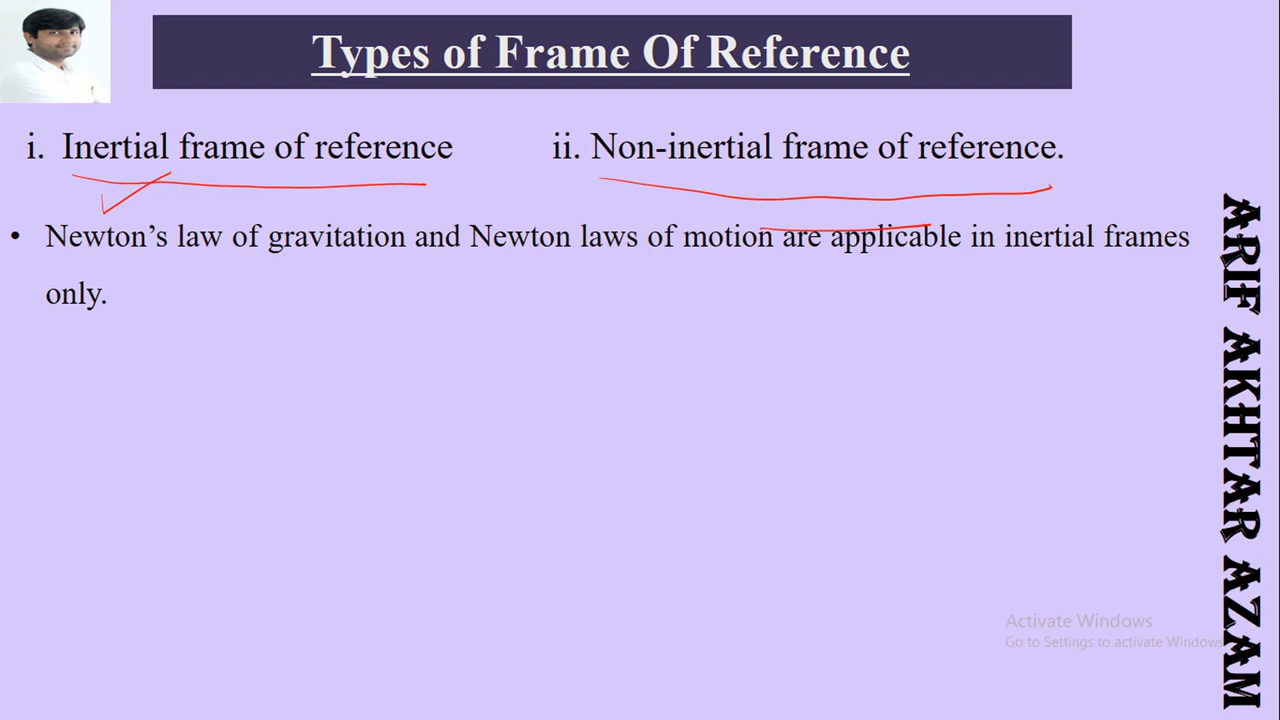 Types of Frame Of Reference
i. Inertial frame of reference
ii. Non-inertial frame of reference.
• Newton’s law of gravitation and Newton laws of motion are applicable in inertial frames
only.
ARIF AKHTAR AZAM
Activate Windows
Go to Settings to activate Windows